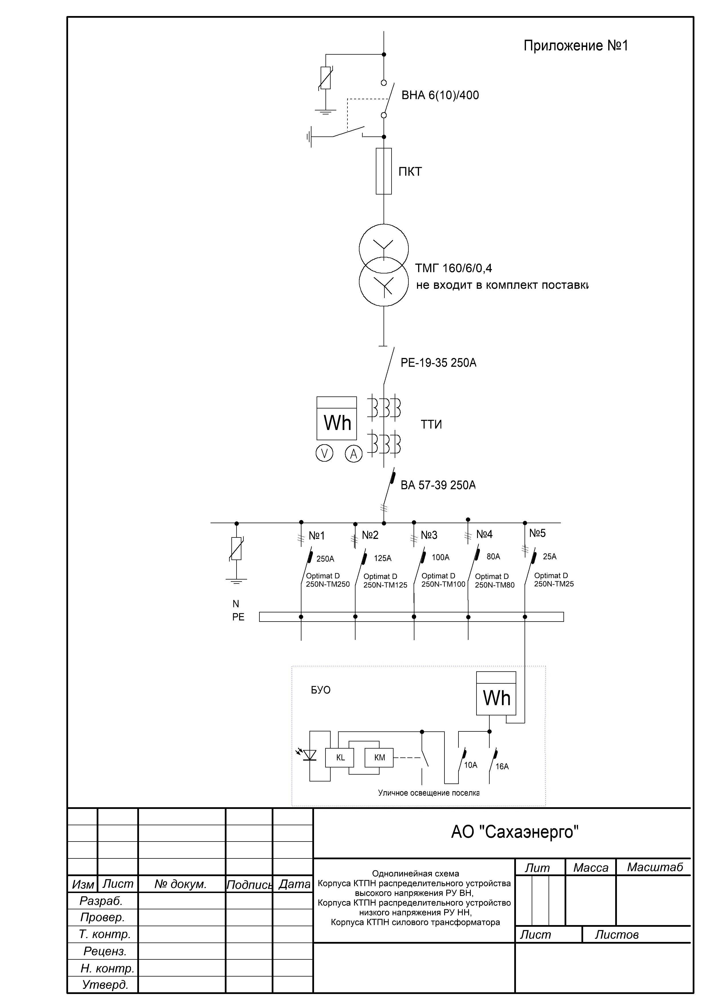 Приложение №1
ВНА 6(10)/400
ПКТ
ТМГ 160/6/0,4
не входит в комплект поставки
РЕ-19-35 250А
Wh
ТТИ
V
A
ВА 57-39 250А
№1
№2
№3
№4
№5
250А
125А
100А
80А
25А
Optimat D
250N-TM250
Optimat D
250N-TM125
Optimat D
250N-TM100
Optimat D
250N-TM80
Optimat D
250N-TM25
N
PE
БУО
Wh
KL
KM
10А
16А
Уличное освещение поселка
АО "Сахаэнерго"
Однолинейная схема
Корпуса КТПН распределительного устройства
высокого напряжения РУ ВН,
Корпуса КТПН распределительного устройство
низкого напряжения РУ НН,
Корпуса КТПН силового трансформатора
Лит
Масса
Масштаб
Изм
Лист
№ докум.
Подпись
Дата
Разраб.
Провер.
Т. контр.
Реценз.
Н. контр.
Утверд.
Лист
Листов